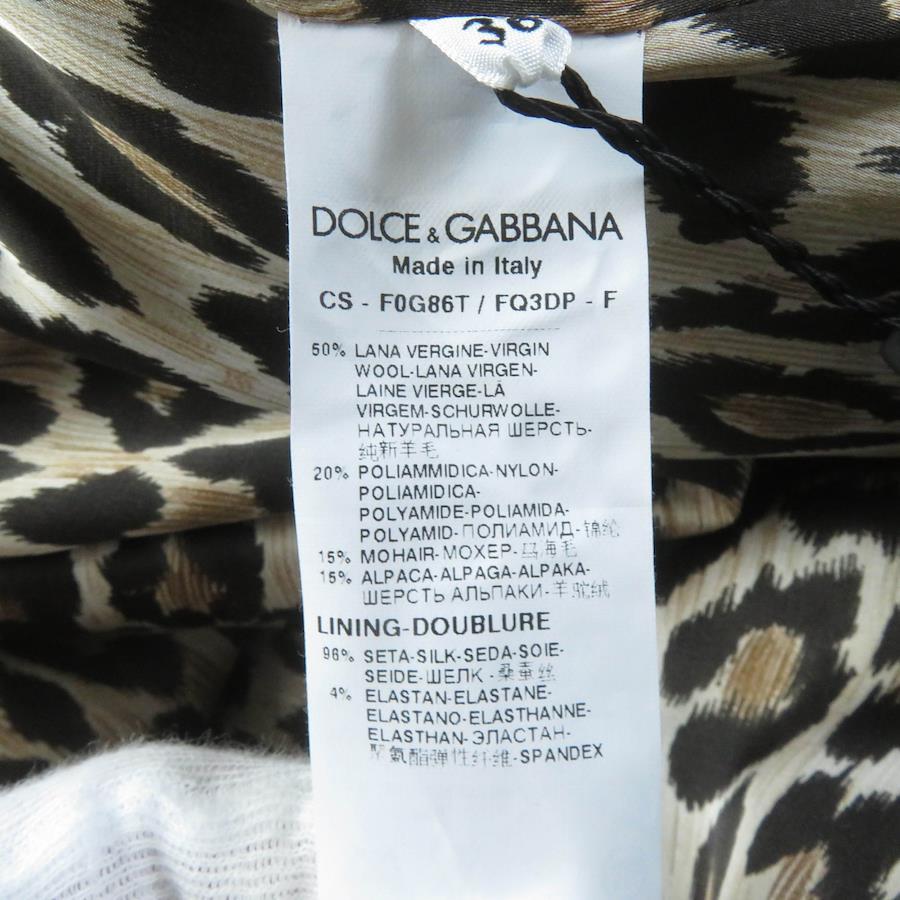 36
DOLCE & GABBANA
Made in Italy
CS - F0G86T / FQ3DP - F
50% LANA VERGINE-VIRGIN
WOOL-LANA VIRGEN-
LAINE VIERGE-LÃ
VIRGEM-SCHURWOLLE-
НАТУРАЛЬНАЯ ШЕРСТЬ-
纯新羊毛
20% POLIAMMIDICA-NYLON-
POLIAMIDICA-
POLYAMIDE-POLIAMIDA-
POLYAMID-ПОЛИАМИД-锦纶
15% MOHAIR-МОХЕР-马海毛
15% ALPACA-ALPAGA-ALPAKA-
ШЕРСТЬ АЛЬПАКИ-羊驼绒
LINING-DOUBLURE
96% SETA-SILK-SEDA-SOIE-
SEIDE-ШЕЛК -桑蚕丝
4% ELASTAN-ELASTANE-
ELASTANO-ELASTHANNE-
ELASTHAN-ЭЛАСТАН-
聚氨酯弹性纤维-SPANDEX